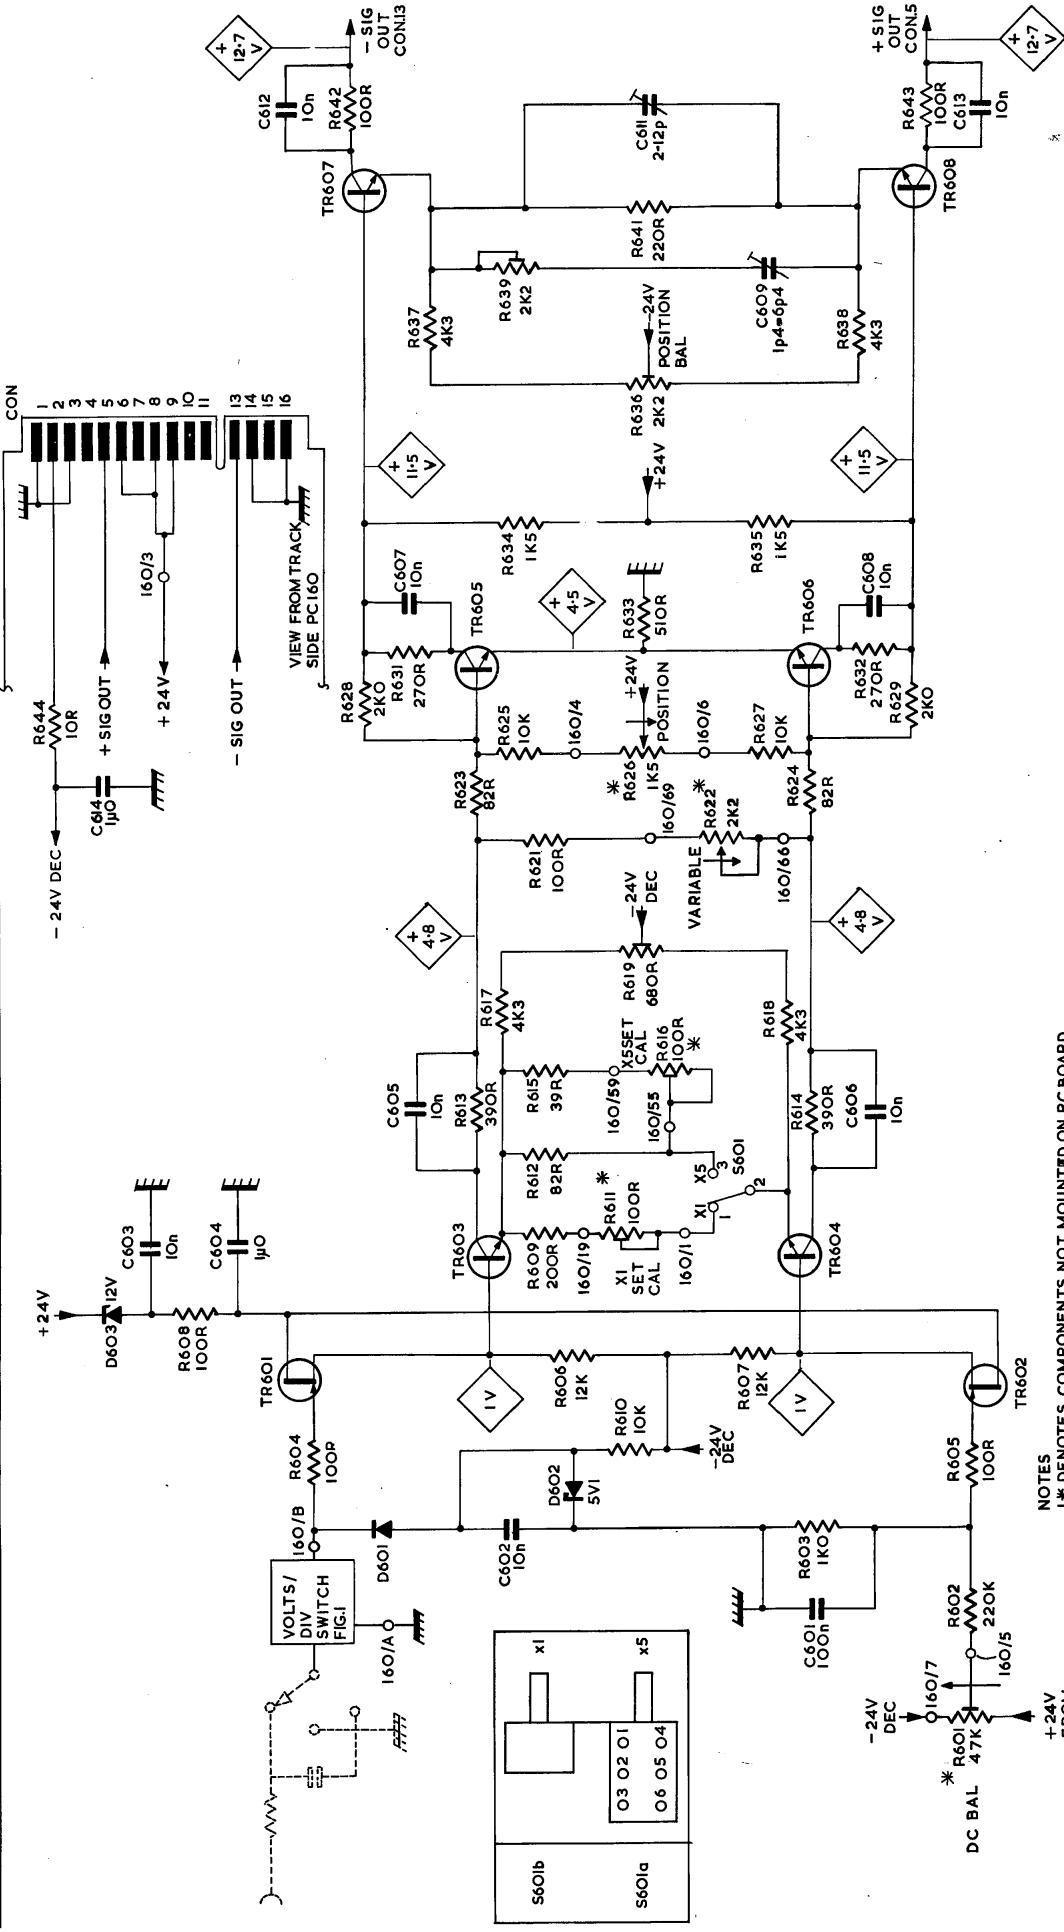 +
12·7
V
– SIG
OUT
CON.13
C612
10n
R642
100R
TR607
C611
2-12p
R641
220R
R639
2K2
C609
1p4=6p4
R637
4K3
R638
4K3
-24V
POSITION
BAL
R636
2K2
TR608
R643
100R
C613
10n
+ SIG
OUT
CON.5
+
12·7
V
CON
1
2
3
4
5
6
7
8
9
10
11
13
14
15
16
VIEW FROM TRACK
SIDE PC160
160/3
+ 24V
R644
10R
+ SIG OUT
– SIG OUT
C614
1µ0
– 24V DEC
+
11·5
V
+
11·5
V
+24V
R634
1K5
R635
1K5
C607
10n
R631
270R
R628
2K0
TR605
+
4·5
V
R633
510R
TR606
C608
10n
R632
270R
R629
2K0
R625
10K
160/4
+24V
POSITION
*
R626
1K5
160/6
R627
10K
R623
82R
R624
82R
R621
100R
160/69
*
R622
2K2
VARIABLE
160/66
+
4·8
V
+
4·8
V
-24V
DEC
R619
680R
R617
4K3
R618
4K3
C605
10n
R613
390R
R615
39R
160/59
X5 SET
CAL
R616
100R
*
160/55
R612
82R
X5
3
S601
X1
1
2
R614
390R
C606
10n
TR603
R609
200R
160/19
R611
*
100R
X1
SET
CAL
160/1
TR604
+24V
D603
12V
C603
10n
R608
100R
C604
1µ0
TR601
R604
100R
1V
R606
12K
R607
12K
1V
R610
10K
-24V
DEC
D602
5V1
TR602
R605
100R
160/B
D601
C602
10n
R603
1K0
C601
100n
R602
220K
VOLTS/
DIV
SWITCH
FIG.1
160/A
160/5
160/7
-24V
DEC
*
R601
47K
DC BAL
+24V
x1
x5
O3 O2 O1
O6 O5 O4
S601b
S601a
NOTES
1.* DENOTES COMPONENTS NOT MOUNTED ON PC BOARD